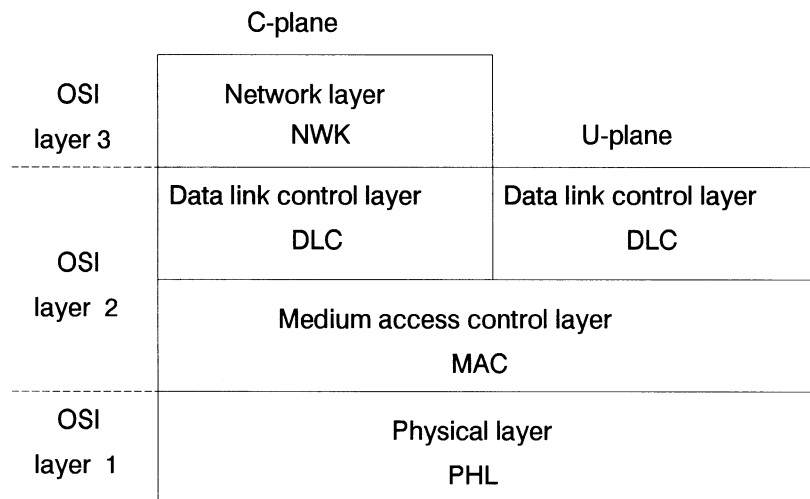 C-plane
OSI
layer 3
Network layer
NWK
U-plane
OSI
layer 2
Data link control layer
DLC
Data link control layer
DLC
Medium access control layer
MAC
OSI
layer 1
Physical layer
PHL